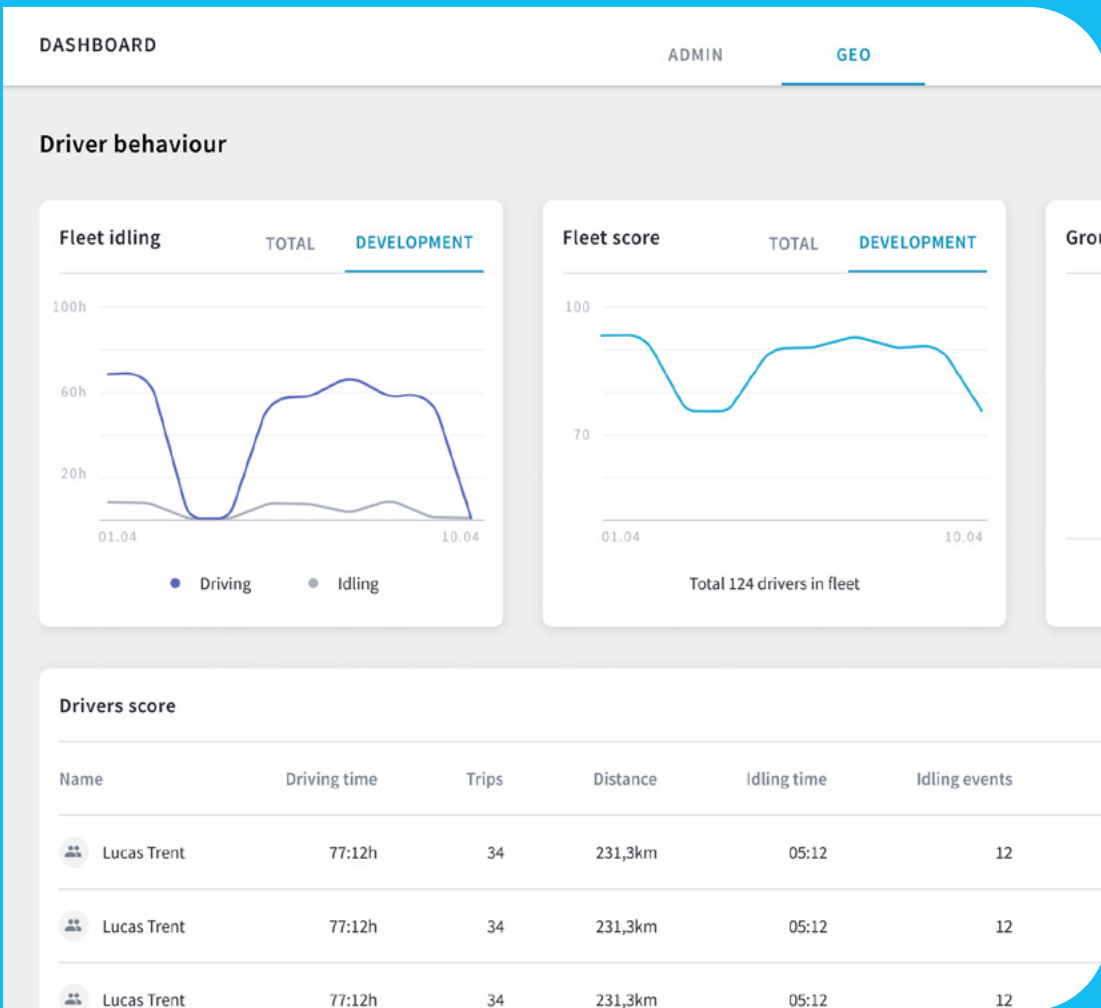 DASHBOARD
ADMIN GEO
Driver behaviour
Fleet idling TOTAL DEVELOPMENT
100h
60h
20h
01.04 10.04
Driving Idling
Fleet score TOTAL DEVELOPMENT
100
70
01.04 10.04
Total 124 drivers in fleet
Drivers score
Name Driving time Trips Distance Idling time Idling events
Lucas Trent 77:12h 34 231,3km 05:12 12
Lucas Trent 77:12h 34 231,3km 05:12 12
Lucas Trent 77:12h 34 231,3km 05:12 12